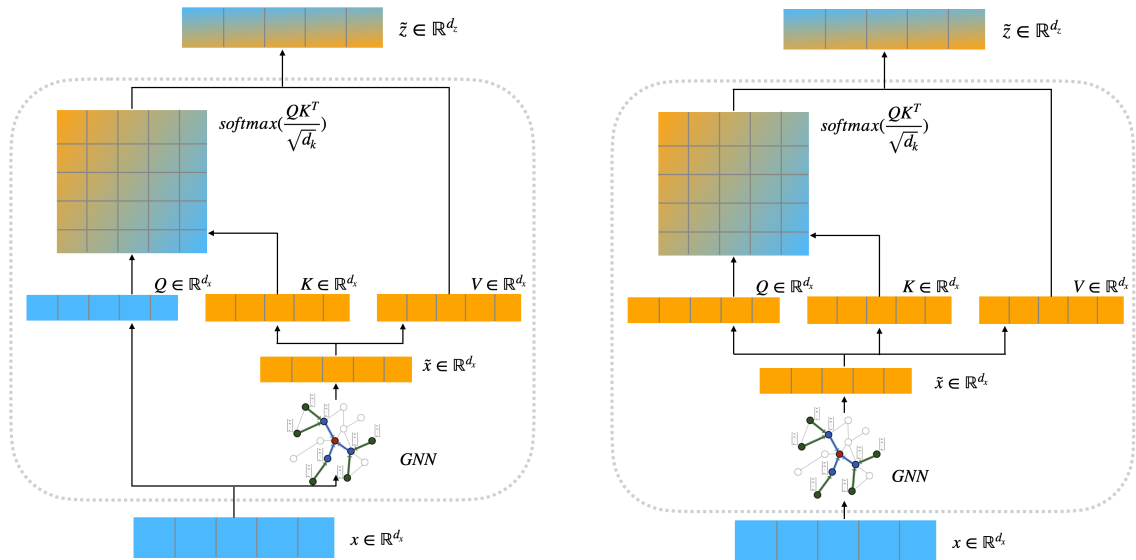 z̃ ∈ ℝ^{d_z}
softmax(QK^T/√d_k)
Q ∈ ℝ^{d_x}
K ∈ ℝ^{d_x}
V ∈ ℝ^{d_x}
x̃ ∈ ℝ^{d_x}
GNN
x ∈ ℝ^{d_x}
z̃ ∈ ℝ^{d_z}
softmax(QK^T/√d_k)
Q ∈ ℝ^{d_x}
K ∈ ℝ^{d_x}
V ∈ ℝ^{d_x}
x̃ ∈ ℝ^{d_x}
GNN
x ∈ ℝ^{d_x}